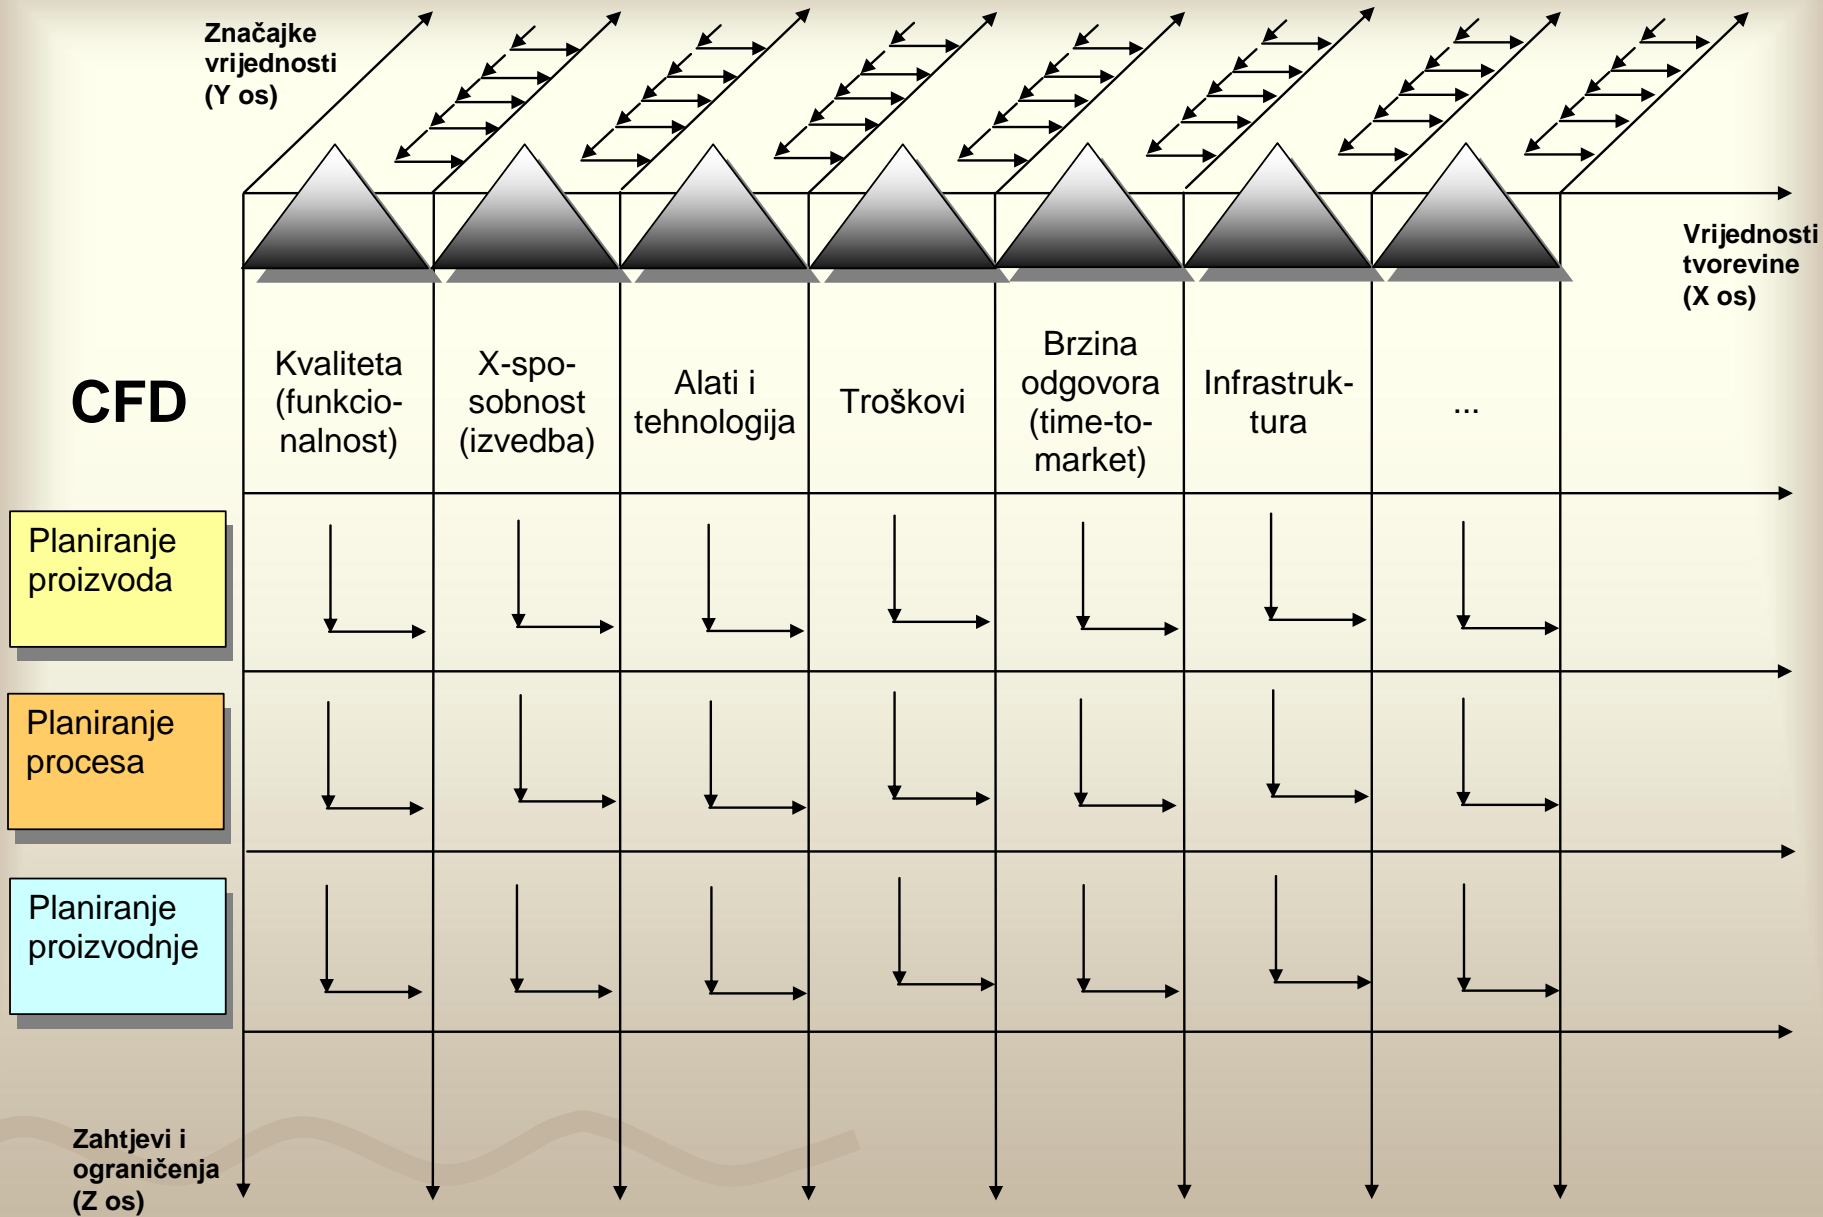 Značajke
vrijednosti
(Y os)
Vrijednosti
tvorevine
(X os)
CFD
Kvaliteta
(funkcio-
nalnost)
X-spo-
sobnost
(izvedba)
Alati i
tehnologija
Troškovi
Brzina
odgovora
(time-to-
market)
Infrastruk-
tura
...
Planiranje
proizvoda
Planiranje
procesa
Planiranje
proizvodnje
Zahtjevi i
ograničenja
(Z os)